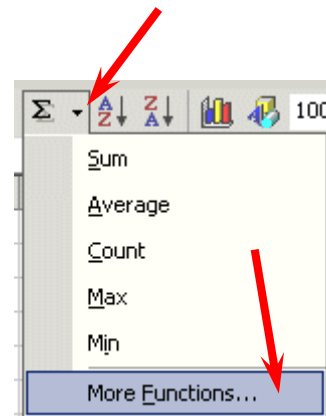 Σ A Z Z A 100
Sum
Average
Count
Max
Min
More Functions...